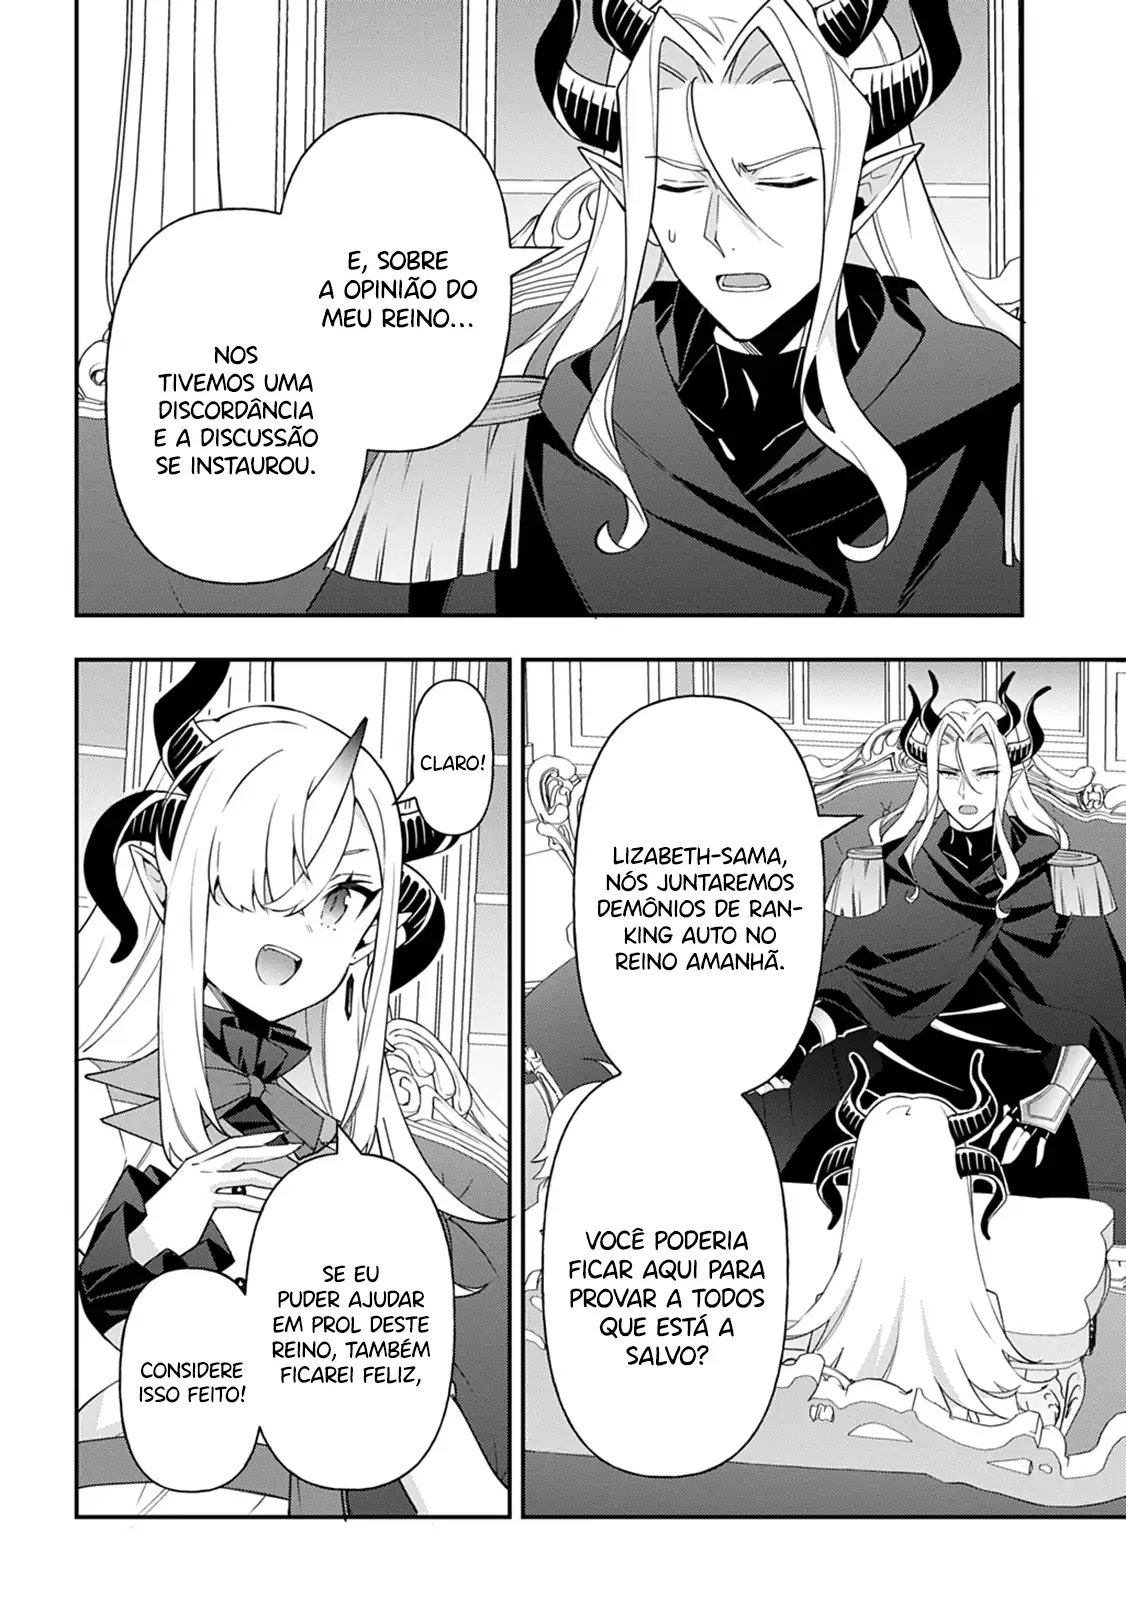 E, SOBRE
A OPINIÃO DO
MEU REINO...
NOS
TIVEMOS UMA
DISCORDÂNCIA
E A DISCUSSÃO
SE INSTAUROU.
LIZABETH-SAMA,
NÓS JUNTAREMOS
DEMÔNIOS DE RAN-
KING AUTO NO
REINO AMANHÃ.
VOCÊ PODERIA
FICAR AQUI PARA
PROVAR A TODOS
QUE ESTÁ A
SALVO?
CLARO!
SE EU
PUDER AJUDAR
EM PROL DESTE
REINO, TAMBÉM
FICAREI FELIZ,
CONSIDERE
ISSO FEITO!